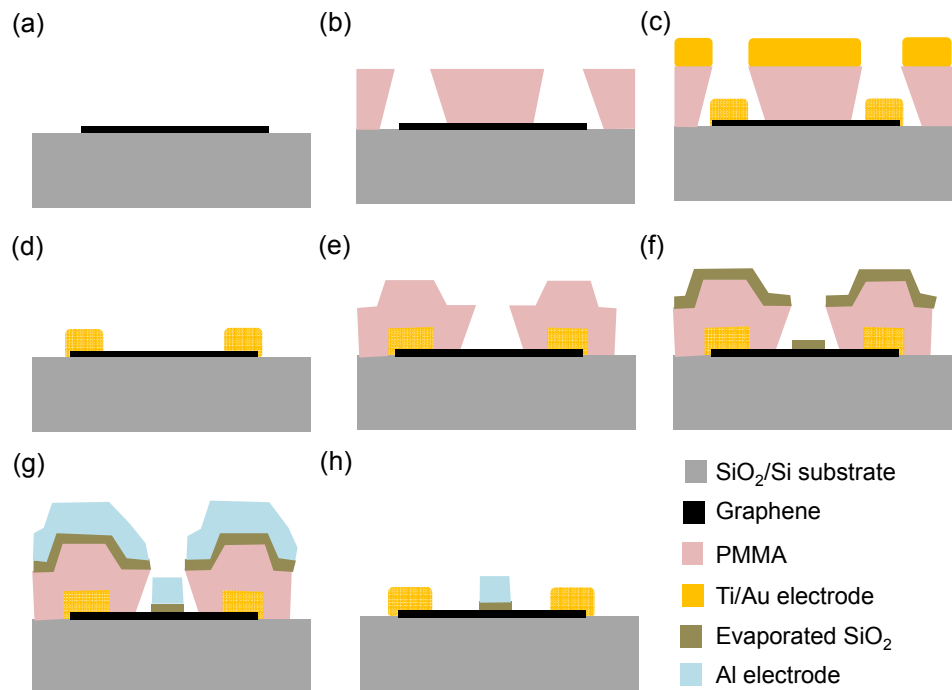 (a)
(b)
(c)
(d)
(e)
(f)
(g)
(h)
SiO₂/Si substrate
Graphene
PMMA
Ti/Au electrode
Evaporated SiO₂
Al electrode